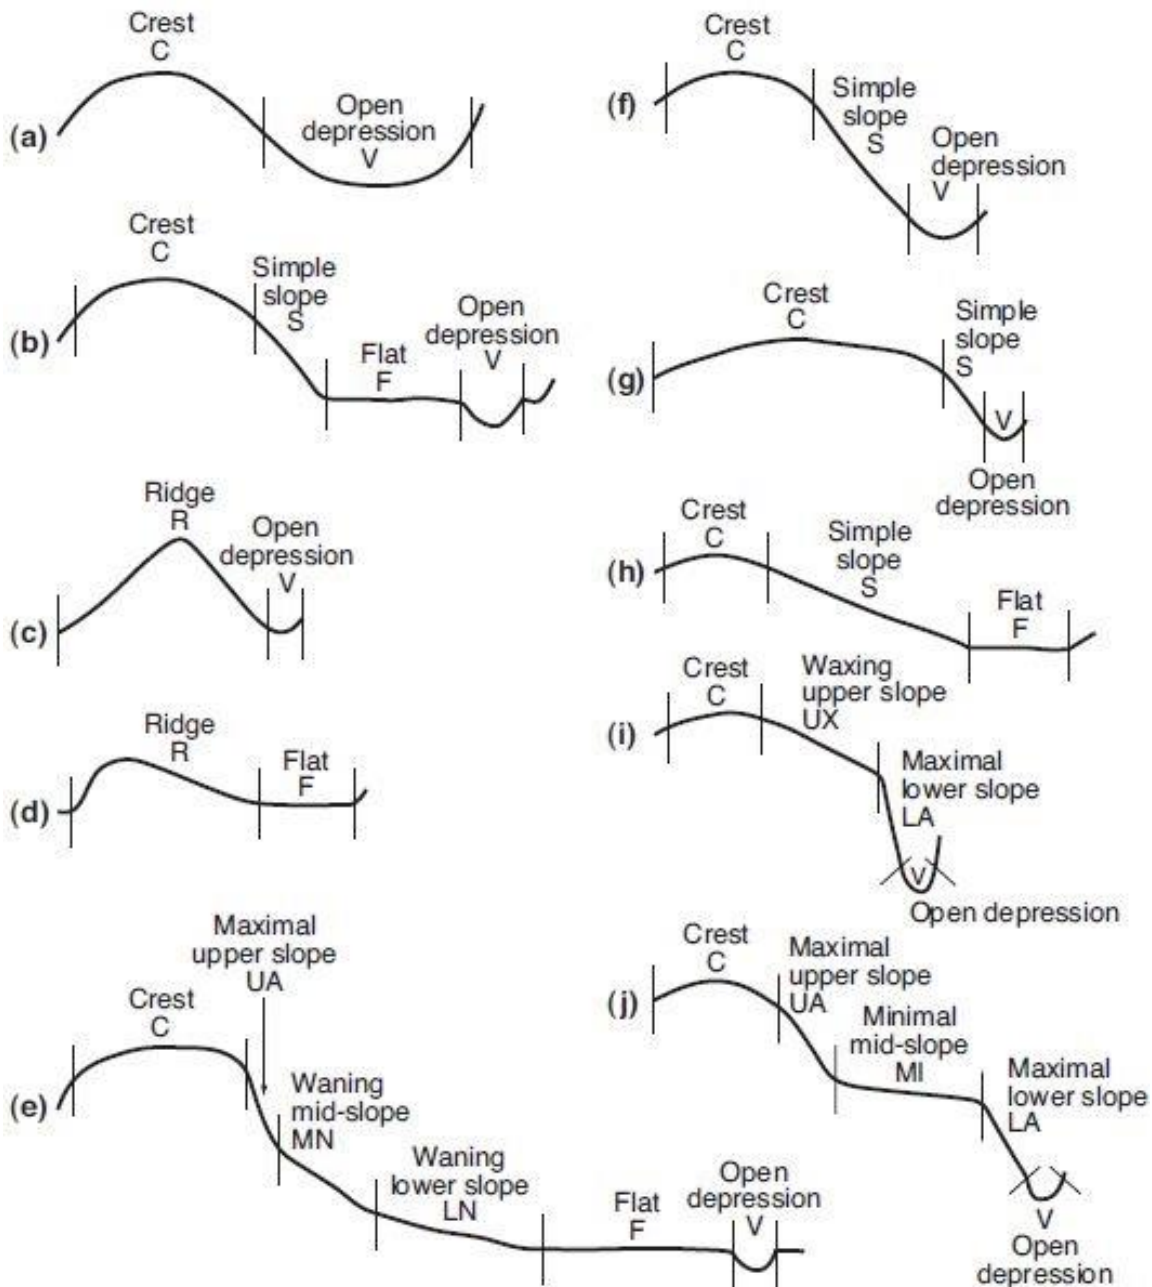 (a)
Crest
C
Open
depression
V
(b)
Crest
C
Simple
slope
S
Flat
F
Open
depression
V
(c)
Ridge
R
Open
depression
V
(d)
Ridge
R
Flat
F
(e)
Crest
C
Maximal
upper slope
UA
Waning
mid-slope
MN
Waning
lower slope
LN
Flat
F
Open
depression
V
(f)
Crest
C
Simple
slope
S
Open
depression
V
(g)
Crest
C
Simple
slope
S
V
Open
depression
(h)
Crest
C
Simple
slope
S
Flat
F
(i)
Crest
C
Waxing
upper slope
UX
Maximal
lower slope
LA
V
Open depression
(j)
Crest
C
Maximal
upper slope
UA
Minimal
mid-slope
MI
Maximal
lower slope
LA
V
Open
depression